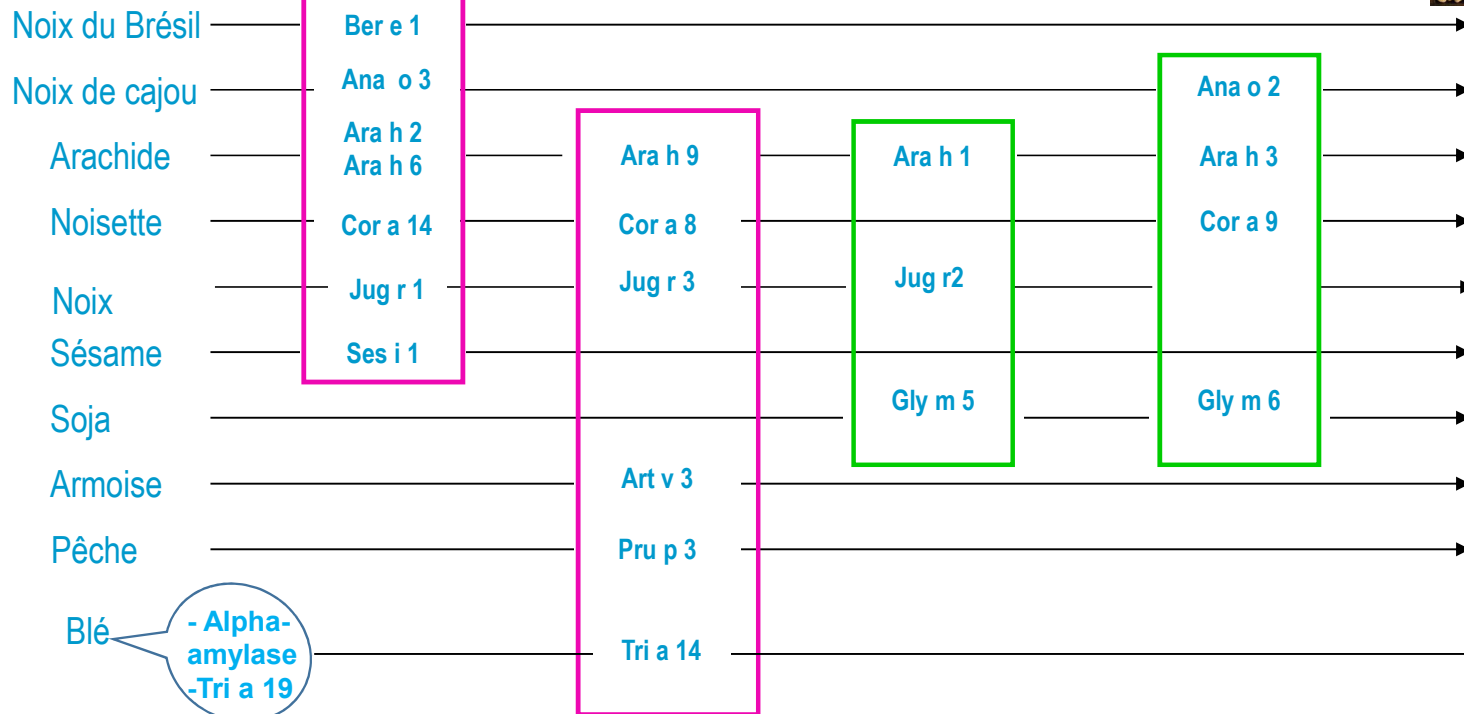 Noix du Brésil Ber e 1
Noix de cajou Ana o 3 Ana o 2
Ara h 2
Arachide Ara h 6 Ara h 9 Ara h 1 Ara h 3
Noisette Cor a 14 Cor a 8 Cor a 9
Noix Jug r 1 Jug r 3 Jug r2
Sésame Ses i 1
Soja Gly m 5 Gly m 6
Armoise Art v 3
Pêche Pru p 3
Blé - Alpha-
amylase Tri a 14
-Tri a 19